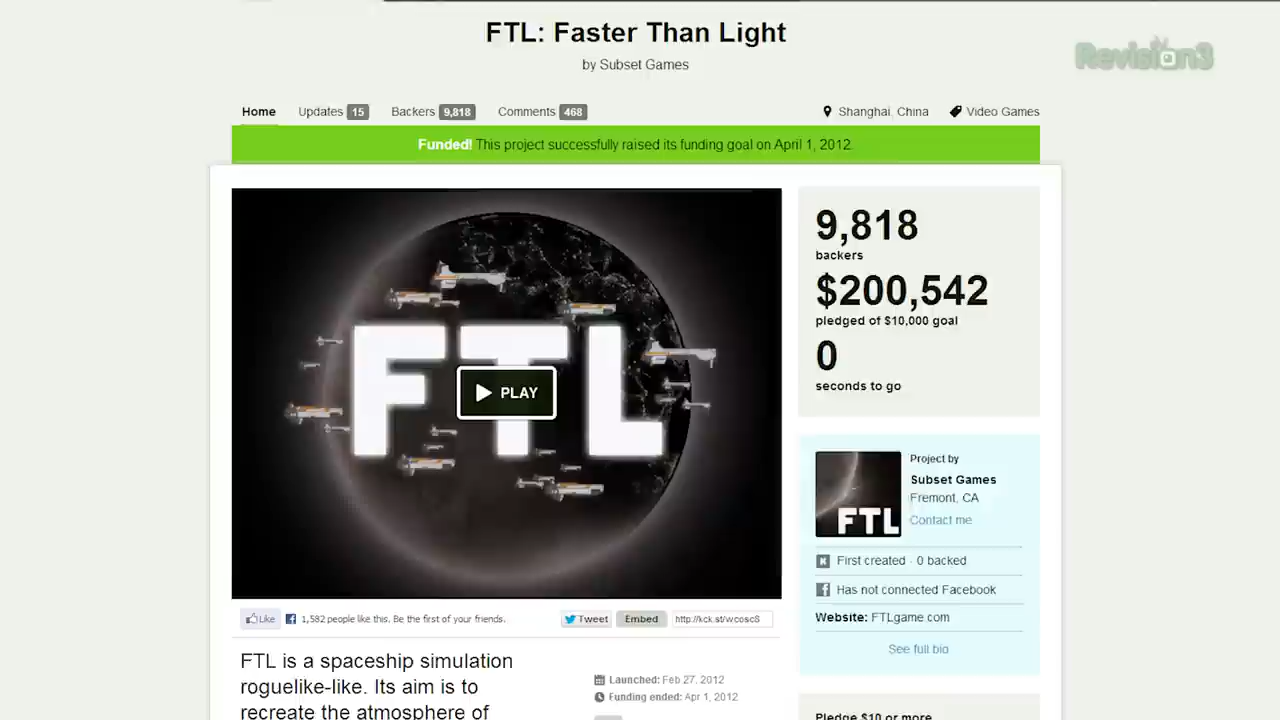 FTL: Faster Than Light
by Subset Games
Revision3
Home Updates 15 Backers 9,818 Comments 468 Shanghai, China Video Games
Funded! This project successfully raised its funding goal on April 1, 2012.
FTL
PLAY
9,818
backers
$200,542
pledged of $10,000 goal
0
seconds to go
Project by
Subset Games
Fremont, CA
Contact me
FTL
First created · 0 backed
Has not connected Facebook
Website: FTLgame.com
See full bio
Like 1,582 people like this. Be the first of your friends. Tweet Embed http://kck.st/wcoscS
FTL is a spaceship simulation
roguelike-like. Its aim is to
recreate the atmosphere of
Launched: Feb 27, 2012
Funding ended: Apr 1, 2012
Pledge $10 or more